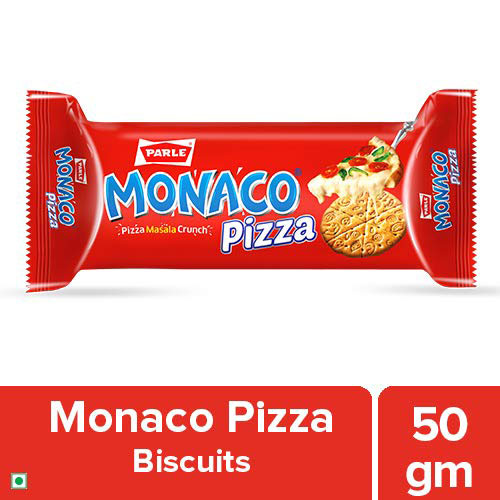 PARLE
MONACO
Pizza
Pizza Masala Crunch
PARLE
MONACO
Pizza
PARLE
MONACO
Pizza
Monaco Pizza
Biscuits
50
gm